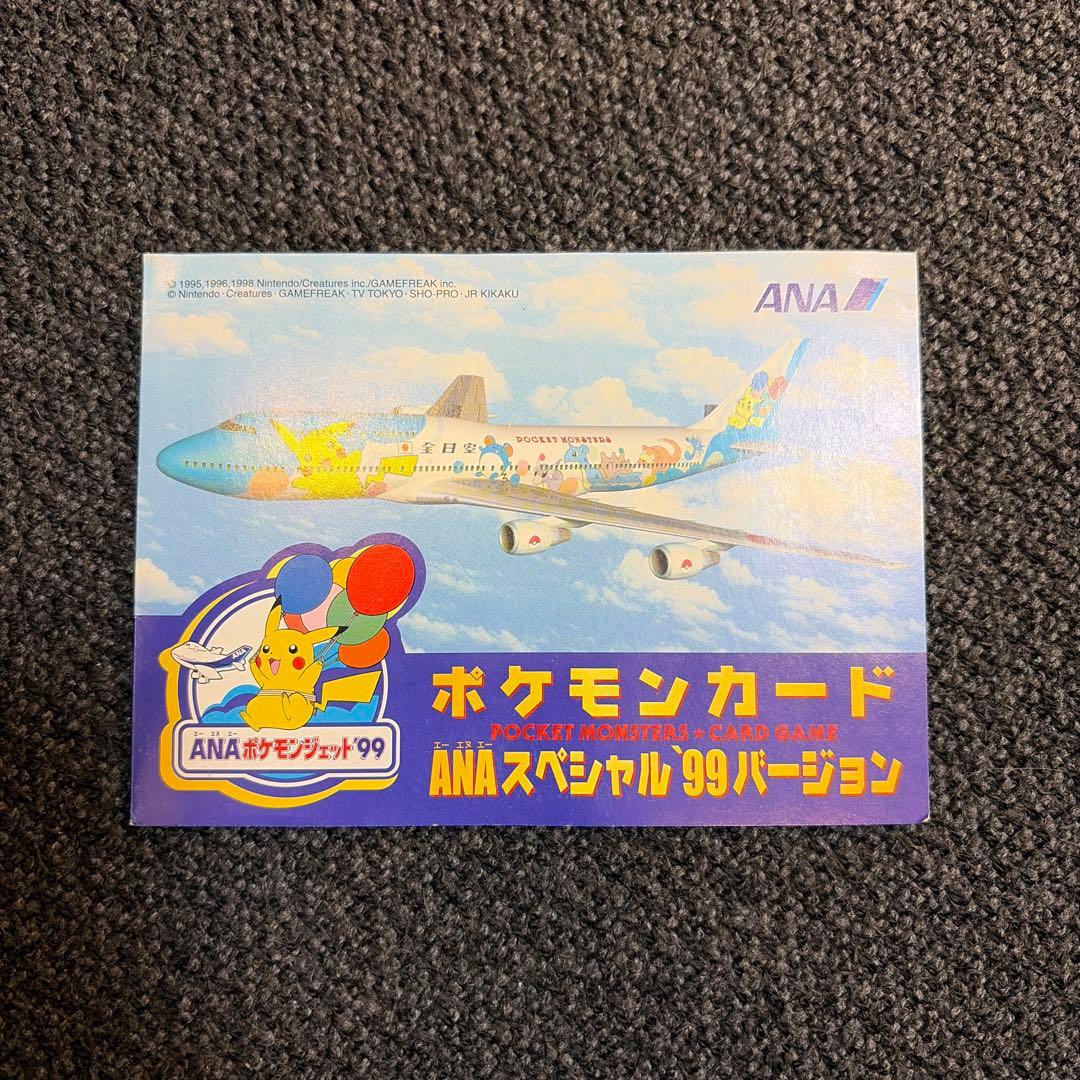 © 1995,1996,1998 Nintendo/Creatures inc./GAMEFREAK inc.
© Nintendo・Creatures・GAMEFREAK・TV TOKYO・SHO-PRO・JR KIKAKU
ANA
全日空
POCKET MONSTERS
ANA
エー エヌ エー
ANAポケモンジェット'99
ポケモンカード
POCKET MONSTERS★CARD GAME
エー エヌ エー
ANAスペシャル'99バージョン